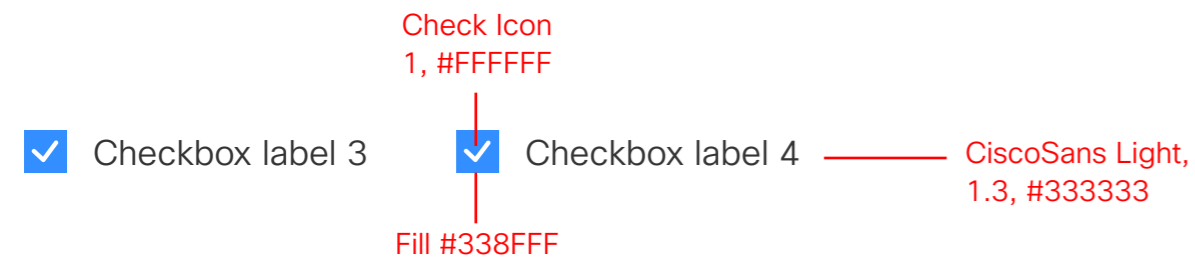 Check Icon
1, #FFFFFF
Checkbox label 3
Checkbox label 4
CiscoSans Light,
1.3, #333333
Fill #338FFF